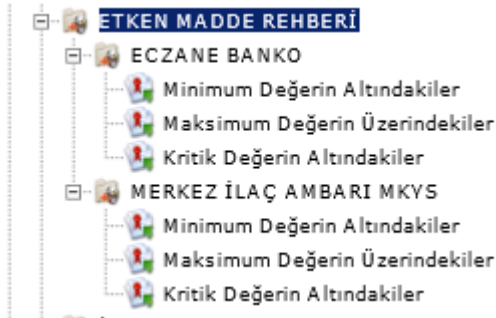 ETKEN MADDE REHBERİ
ECZANE BANKO
Minimum Değerin Altındakiler
Maksimum Değerin Üzerindekiler
Kritik Değerin Altındakiler
MERKEZ İLAÇ AMBARI MKYS
Minimum Değerin Altındakiler
Maksimum Değerin Üzerindekiler
Kritik Değerin Altındakiler